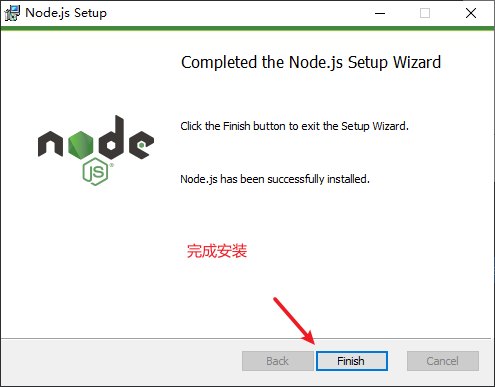 Node.js Setup
Completed the Node.js Setup Wizard
node
JS
Click the Finish button to exit the Setup Wizard.
Node.js has been successfully installed.
完成安装
Back
Finish
Cancel